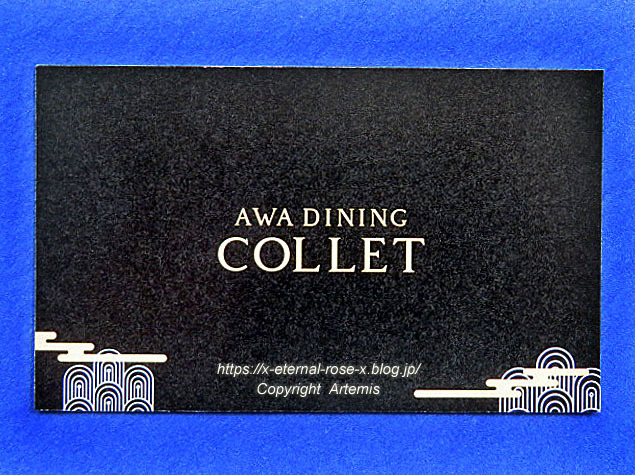 AWA DINING
COLLET
https://x-eternal-rose-x.blog.jp/
Copyright Artemis